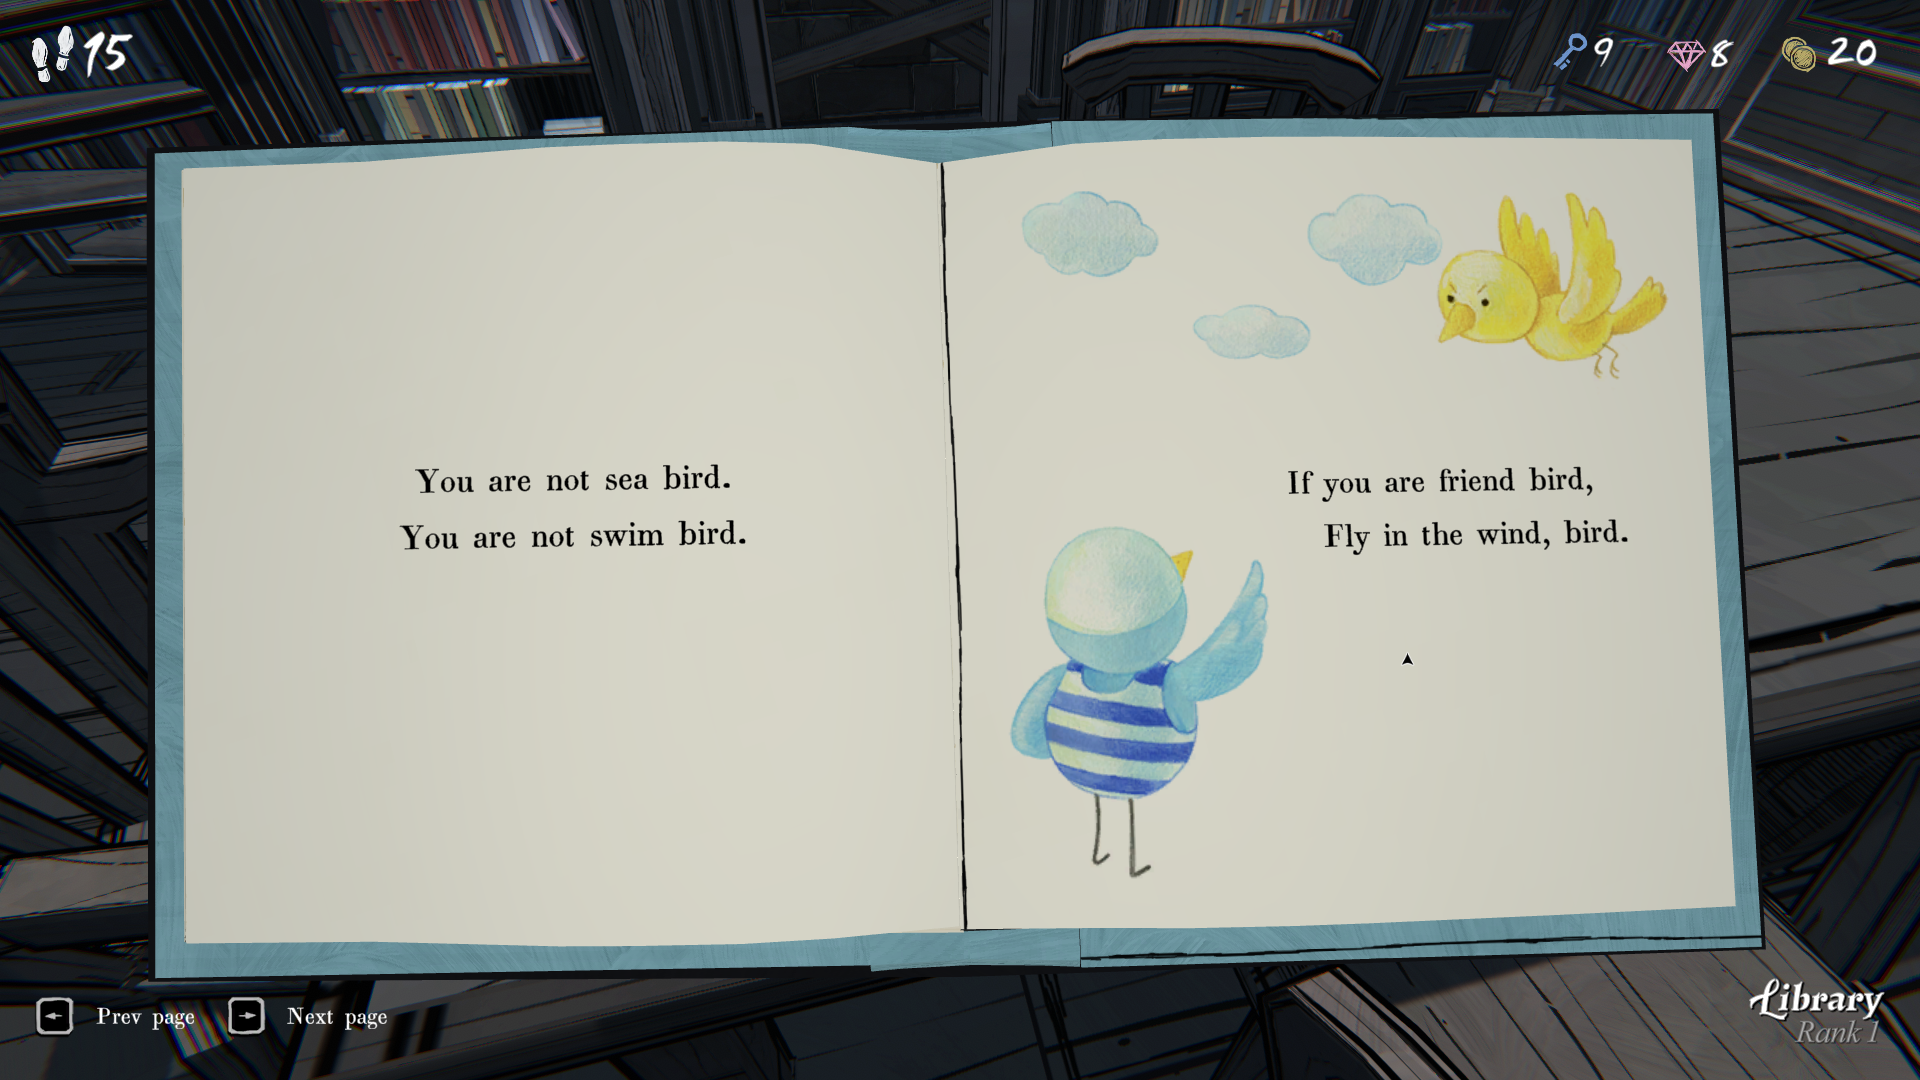 15
9
8
20
You are not sea bird.
You are not swim bird.
If you are friend bird,
Fly in the wind, bird.
Prev page
Next page
Library
Rank 1